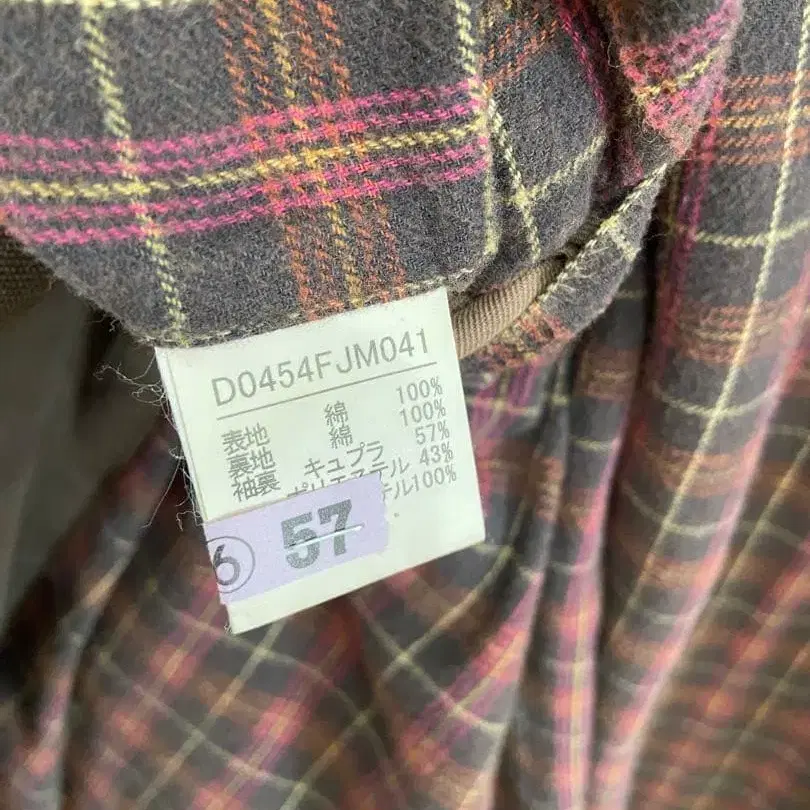 D0454FJM041
表地 綿 100%
裏地 綿 100%
袖裏 キュプラ 57%
ポリエステル 43%
テル100%
⑥ 57